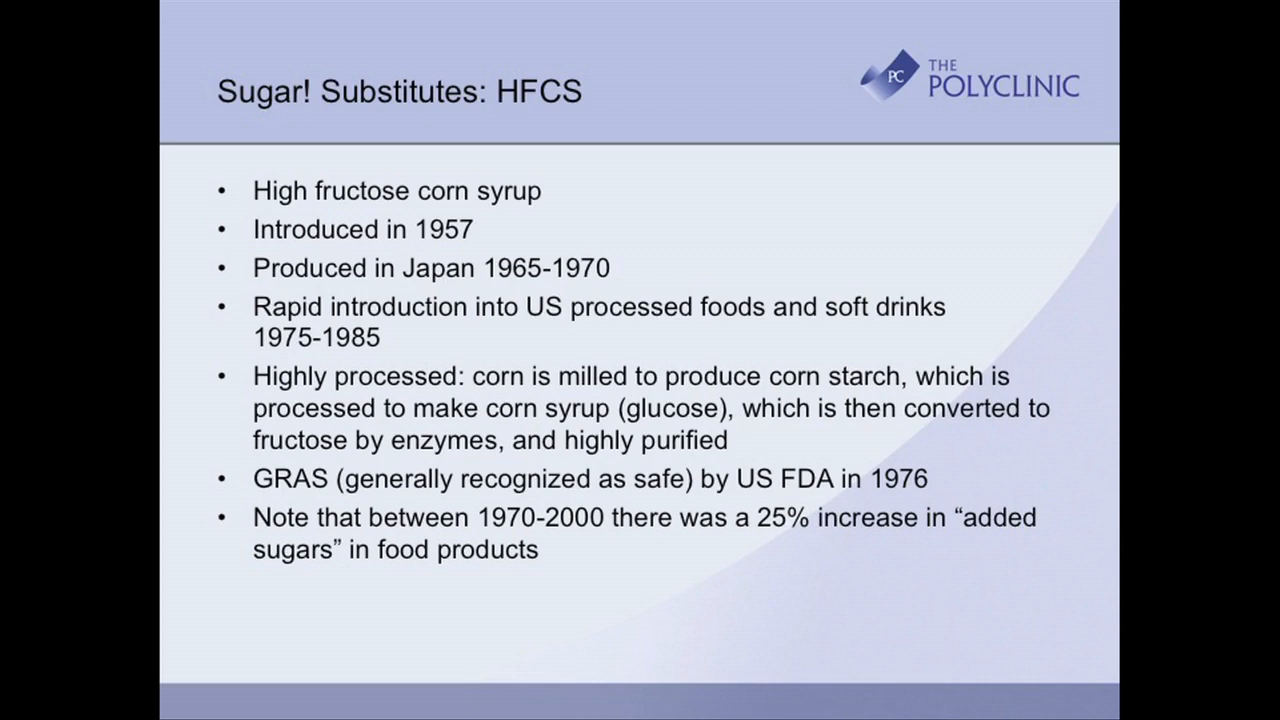 Sugar! Substitutes: HFCS
PC
THE
POLYCLINIC
• High fructose corn syrup
• Introduced in 1957
• Produced in Japan 1965-1970
• Rapid introduction into US processed foods and soft drinks
1975-1985
• Highly processed: corn is milled to produce corn starch, which is
processed to make corn syrup (glucose), which is then converted to
fructose by enzymes, and highly purified
• GRAS (generally recognized as safe) by US FDA in 1976
• Note that between 1970-2000 there was a 25% increase in “added
sugars” in food products